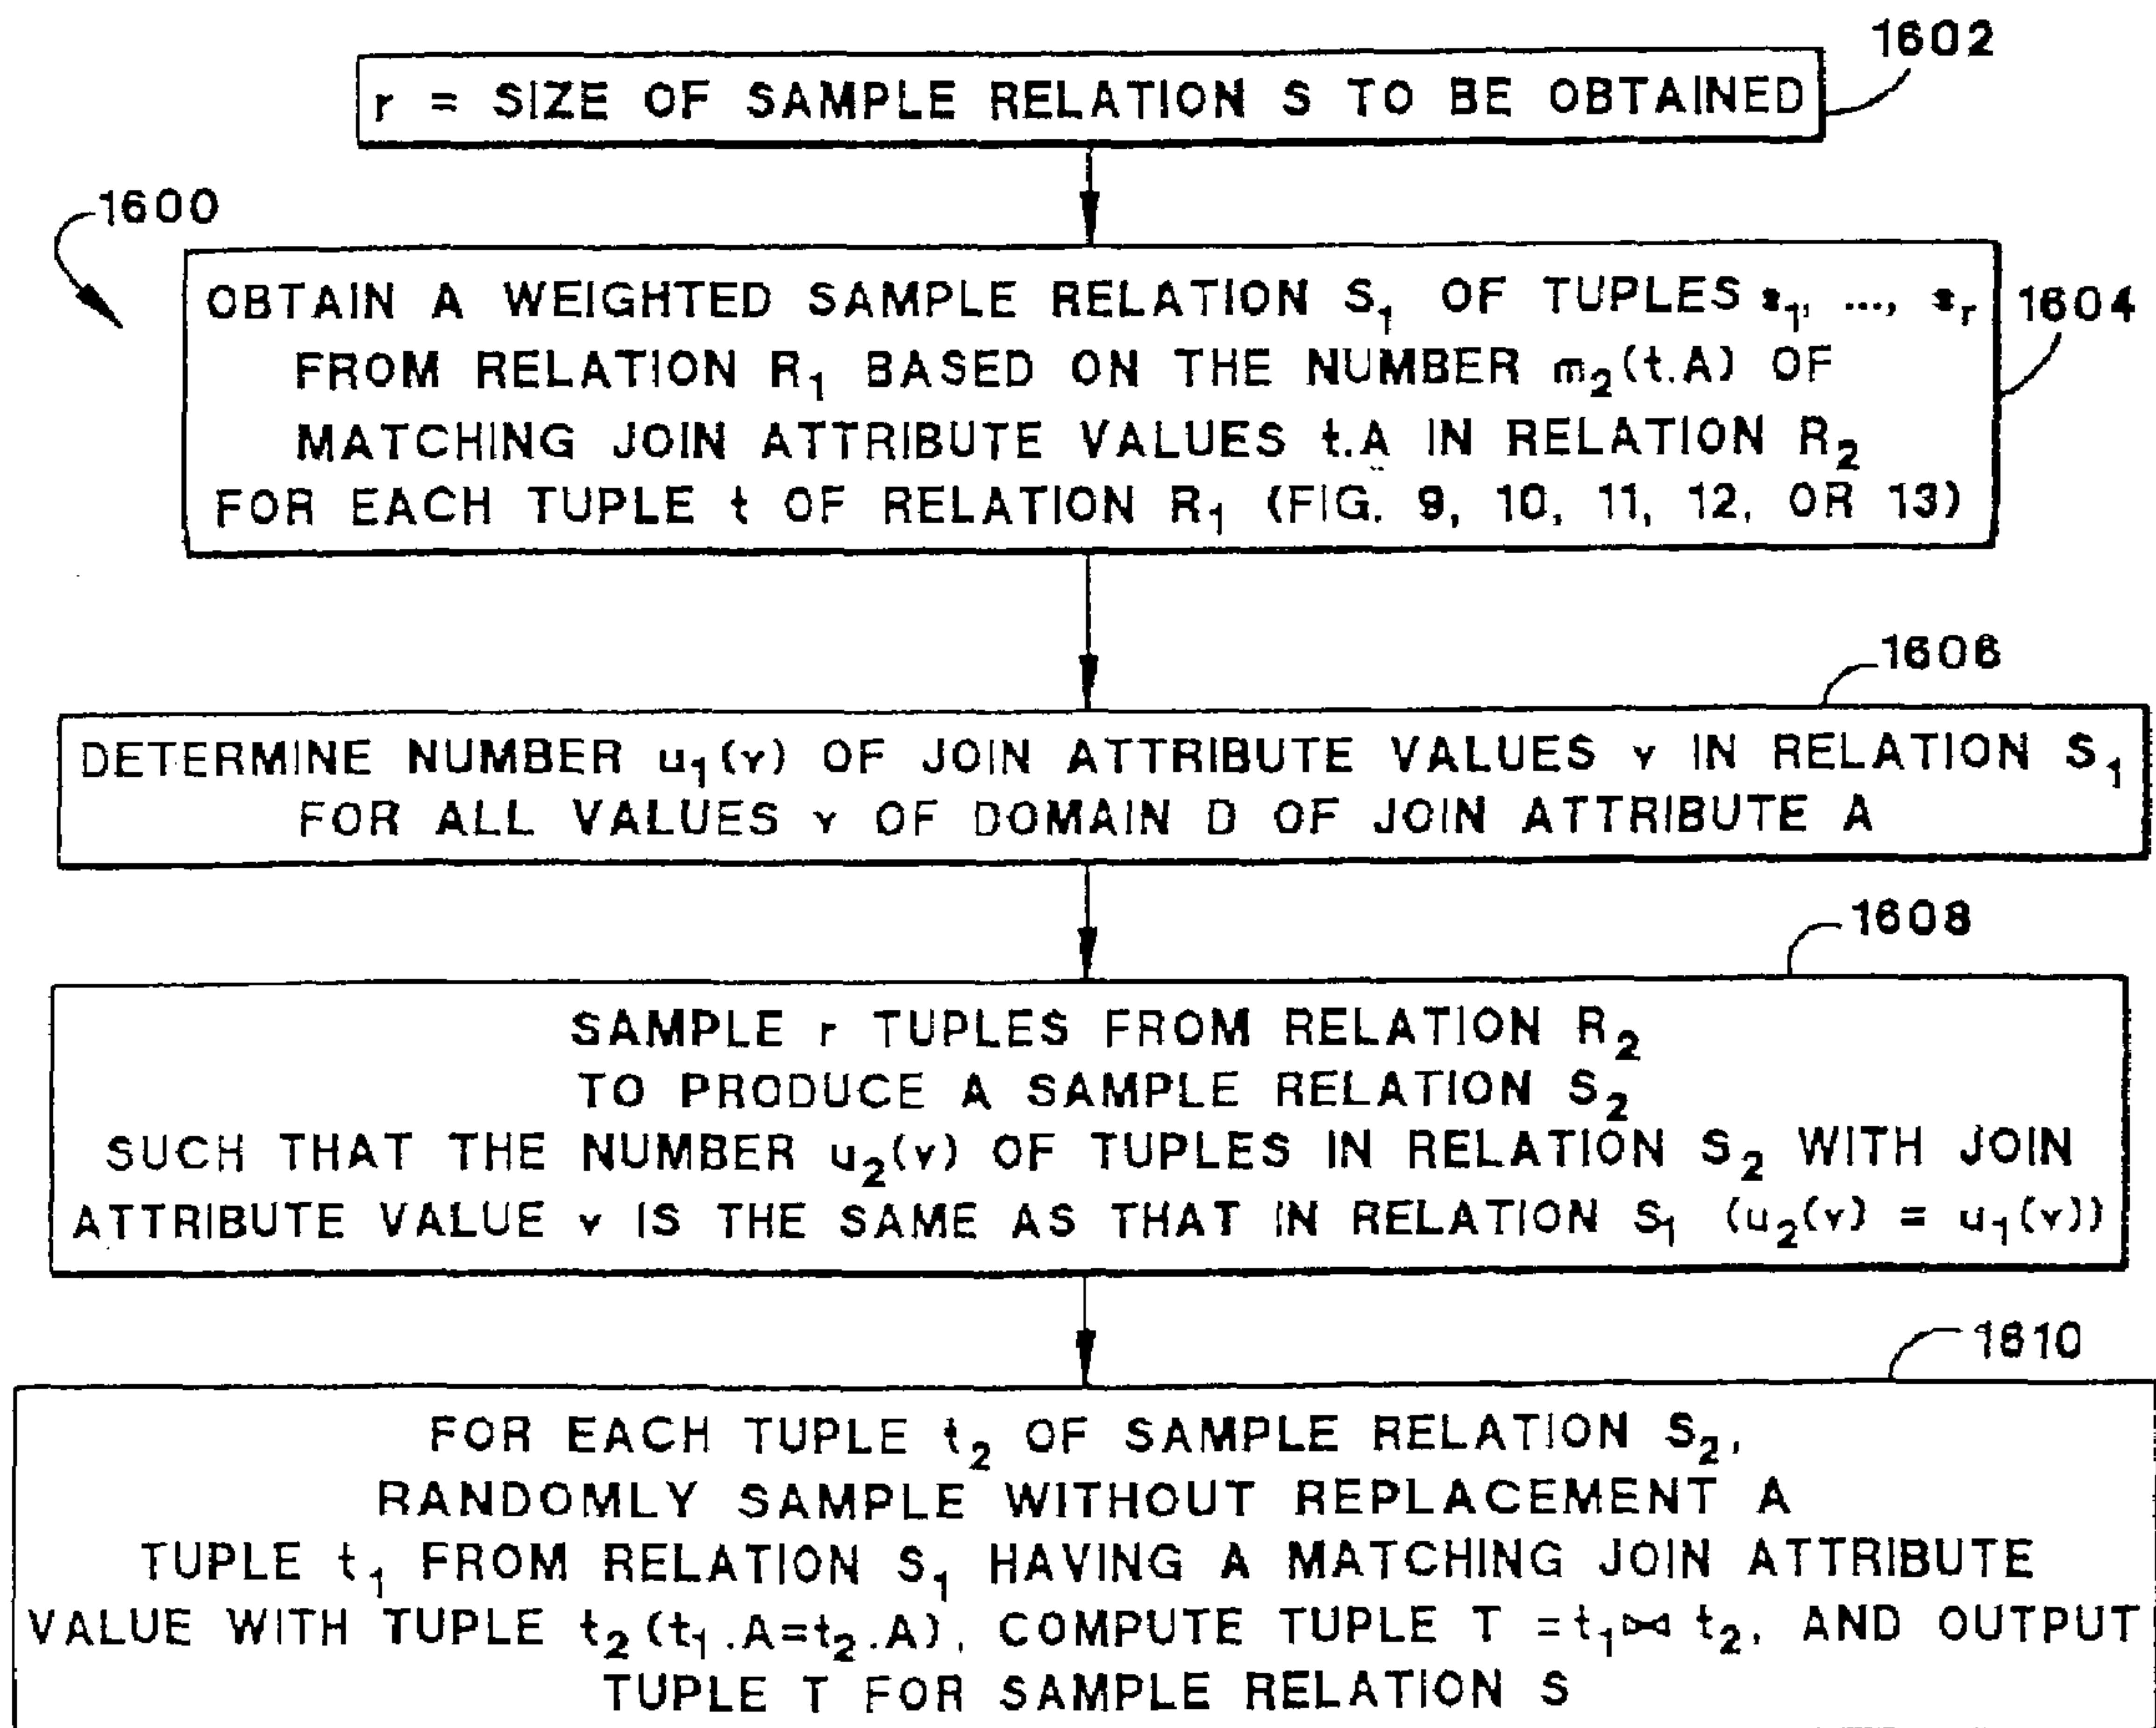 1602
r = SIZE OF SAMPLE RELATION S TO BE OBTAINED
1600
OBTAIN A WEIGHTED SAMPLE RELATION S₁ OF TUPLES s₁, ..., sᵣ
1604
FROM RELATION R₁ BASED ON THE NUMBER m₂(t.A) OF
MATCHING JOIN ATTRIBUTE VALUES t.A IN RELATION R₂
FOR EACH TUPLE t OF RELATION R₁ (FIG. 9, 10, 11, 12, OR 13)
1606
DETERMINE NUMBER u₁(v) OF JOIN ATTRIBUTE VALUES v IN RELATION S₁
FOR ALL VALUES v OF DOMAIN D OF JOIN ATTRIBUTE A
1608
SAMPLE r TUPLES FROM RELATION R₂
TO PRODUCE A SAMPLE RELATION S₂
SUCH THAT THE NUMBER u₂(v) OF TUPLES IN RELATION S₂ WITH JOIN
ATTRIBUTE VALUE v IS THE SAME AS THAT IN RELATION S₁ (u₂(v) = u₁(v))
1610
FOR EACH TUPLE t₂ OF SAMPLE RELATION S₂,
RANDOMLY SAMPLE WITHOUT REPLACEMENT A
TUPLE t₁ FROM RELATION S₁ HAVING A MATCHING JOIN ATTRIBUTE
VALUE WITH TUPLE t₂ (t₁.A=t₂.A), COMPUTE TUPLE T =t₁⋈ t₂, AND OUTPUT
TUPLE T FOR SAMPLE RELATION S